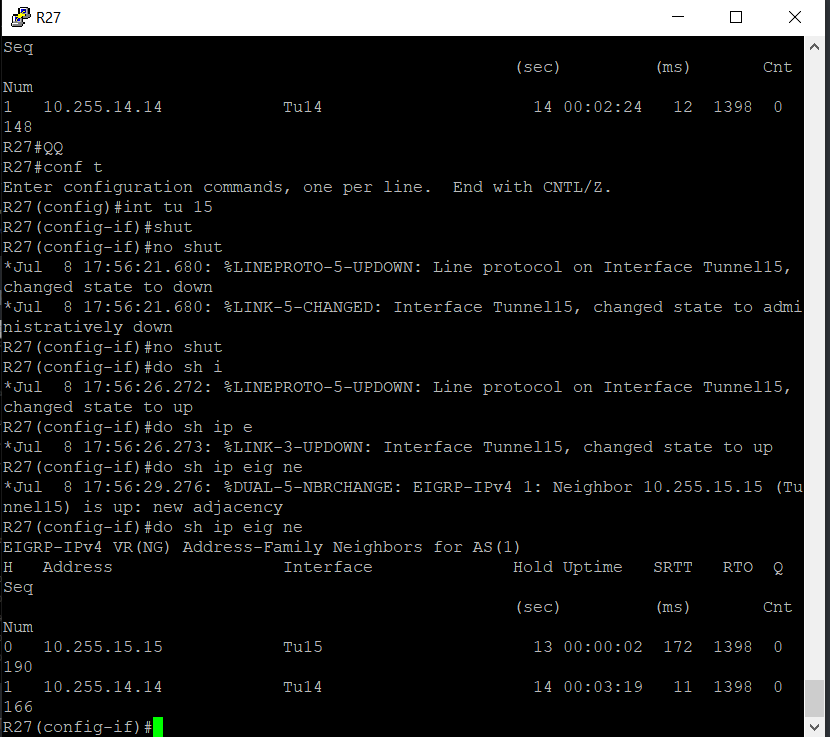 R27
Seq
(sec) (ms) Cnt
Num
1 10.255.14.14 Tu14 14 00:02:24 12 1398 0
148
R27#QQ
R27#conf t
Enter configuration commands, one per line. End with CNTL/Z.
R27(config)#int tu 15
R27(config-if)#shut
R27(config-if)#no shut
*Jul 8 17:56:21.680: %LINEPROTO-5-UPDOWN: Line protocol on Interface Tunnel15,
changed state to down
*Jul 8 17:56:21.680: %LINK-5-CHANGED: Interface Tunnel15, changed state to admi
nistratively down
R27(config-if)#no shut
R27(config-if)#do sh i
*Jul 8 17:56:26.272: %LINEPROTO-5-UPDOWN: Line protocol on Interface Tunnel15,
changed state to up
R27(config-if)#do sh ip e
*Jul 8 17:56:26.273: %LINK-3-UPDOWN: Interface Tunnel15, changed state to up
R27(config-if)#do sh ip eig ne
*Jul 8 17:56:29.276: %DUAL-5-NBRCHANGE: EIGRP-IPv4 1: Neighbor 10.255.15.15 (Tu
nnel15) is up: new adjacency
R27(config-if)#do sh ip eig ne
EIGRP-IPv4 VR(NG) Address-Family Neighbors for AS(1)
H Address Interface Hold Uptime SRTT RTO Q
Seq
(sec) (ms) Cnt
Num
0 10.255.15.15 Tu15 13 00:00:02 172 1398 0
190
1 10.255.14.14 Tu14 14 00:03:19 11 1398 0
166
R27(config-if)#